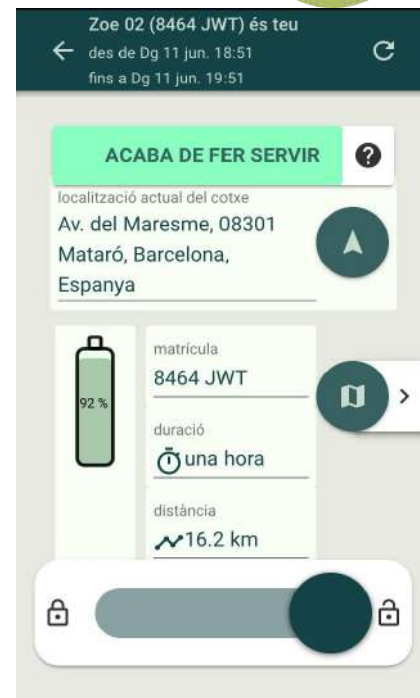 Zoe 02 (8464 JWT) és teu
des de Dg 11 jun. 18:51
fins a Dg 11 jun. 19:51
ACABA DE FER SERVIR
?
localització actual del cotxe
Av. del Maresme, 08301
Mataró, Barcelona,
Espanya
matrícula
8464 JWT
92 %
duració
una hora
distància
16.2 km